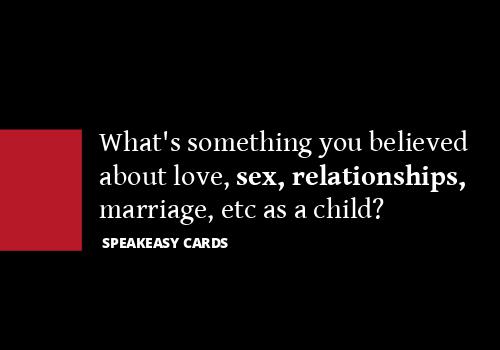 What's something you believed
about love, sex, relationships,
marriage, etc as a child?
SPEAKEASY CARDS